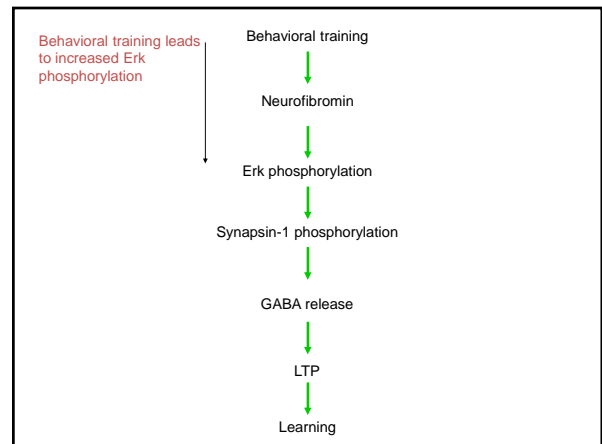 Behavioral training leads
to increased Erk
phosphorylation
Behavioral training
Neurofibromin
Erk phosphorylation
Synapsin-1 phosphorylation
GABA release
LTP
Learning